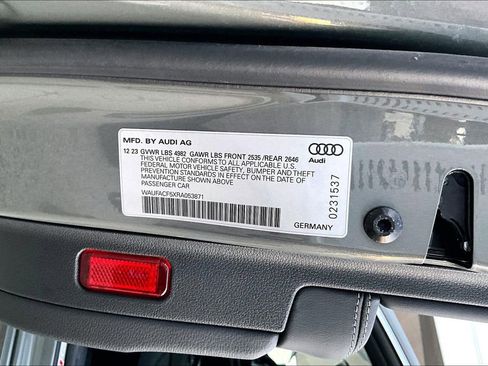 MFD. BY AUDI AG
12 23 GVWR LBS 4982 GAWR LBS FRONT 2535 /REAR 2646
THIS VEHICLE CONFORMS TO ALL APPLICABLE U.S.
FEDERAL MOTOR VEHICLE SAFETY, BUMPER AND THEFT
PREVENTION STANDARDS IN EFFECT ON THE DATE OF
MANUFACTURE SHOWN ABOVE
PASSENGER CAR
WAUFACF5XRA053871
GERMANY
Audi
0231537